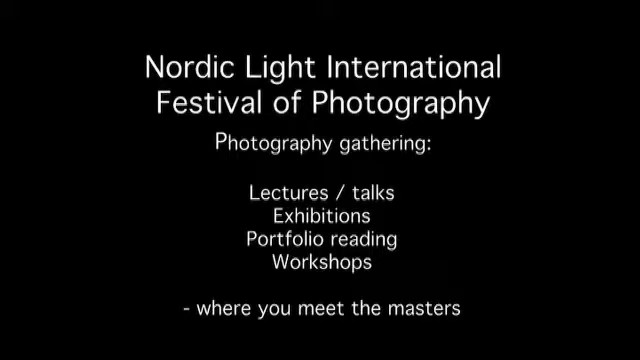 Nordic Light International
Festival of Photography
Photography gathering:
Lectures / talks
Exhibitions
Portfolio reading
Workshops
- where you meet the masters